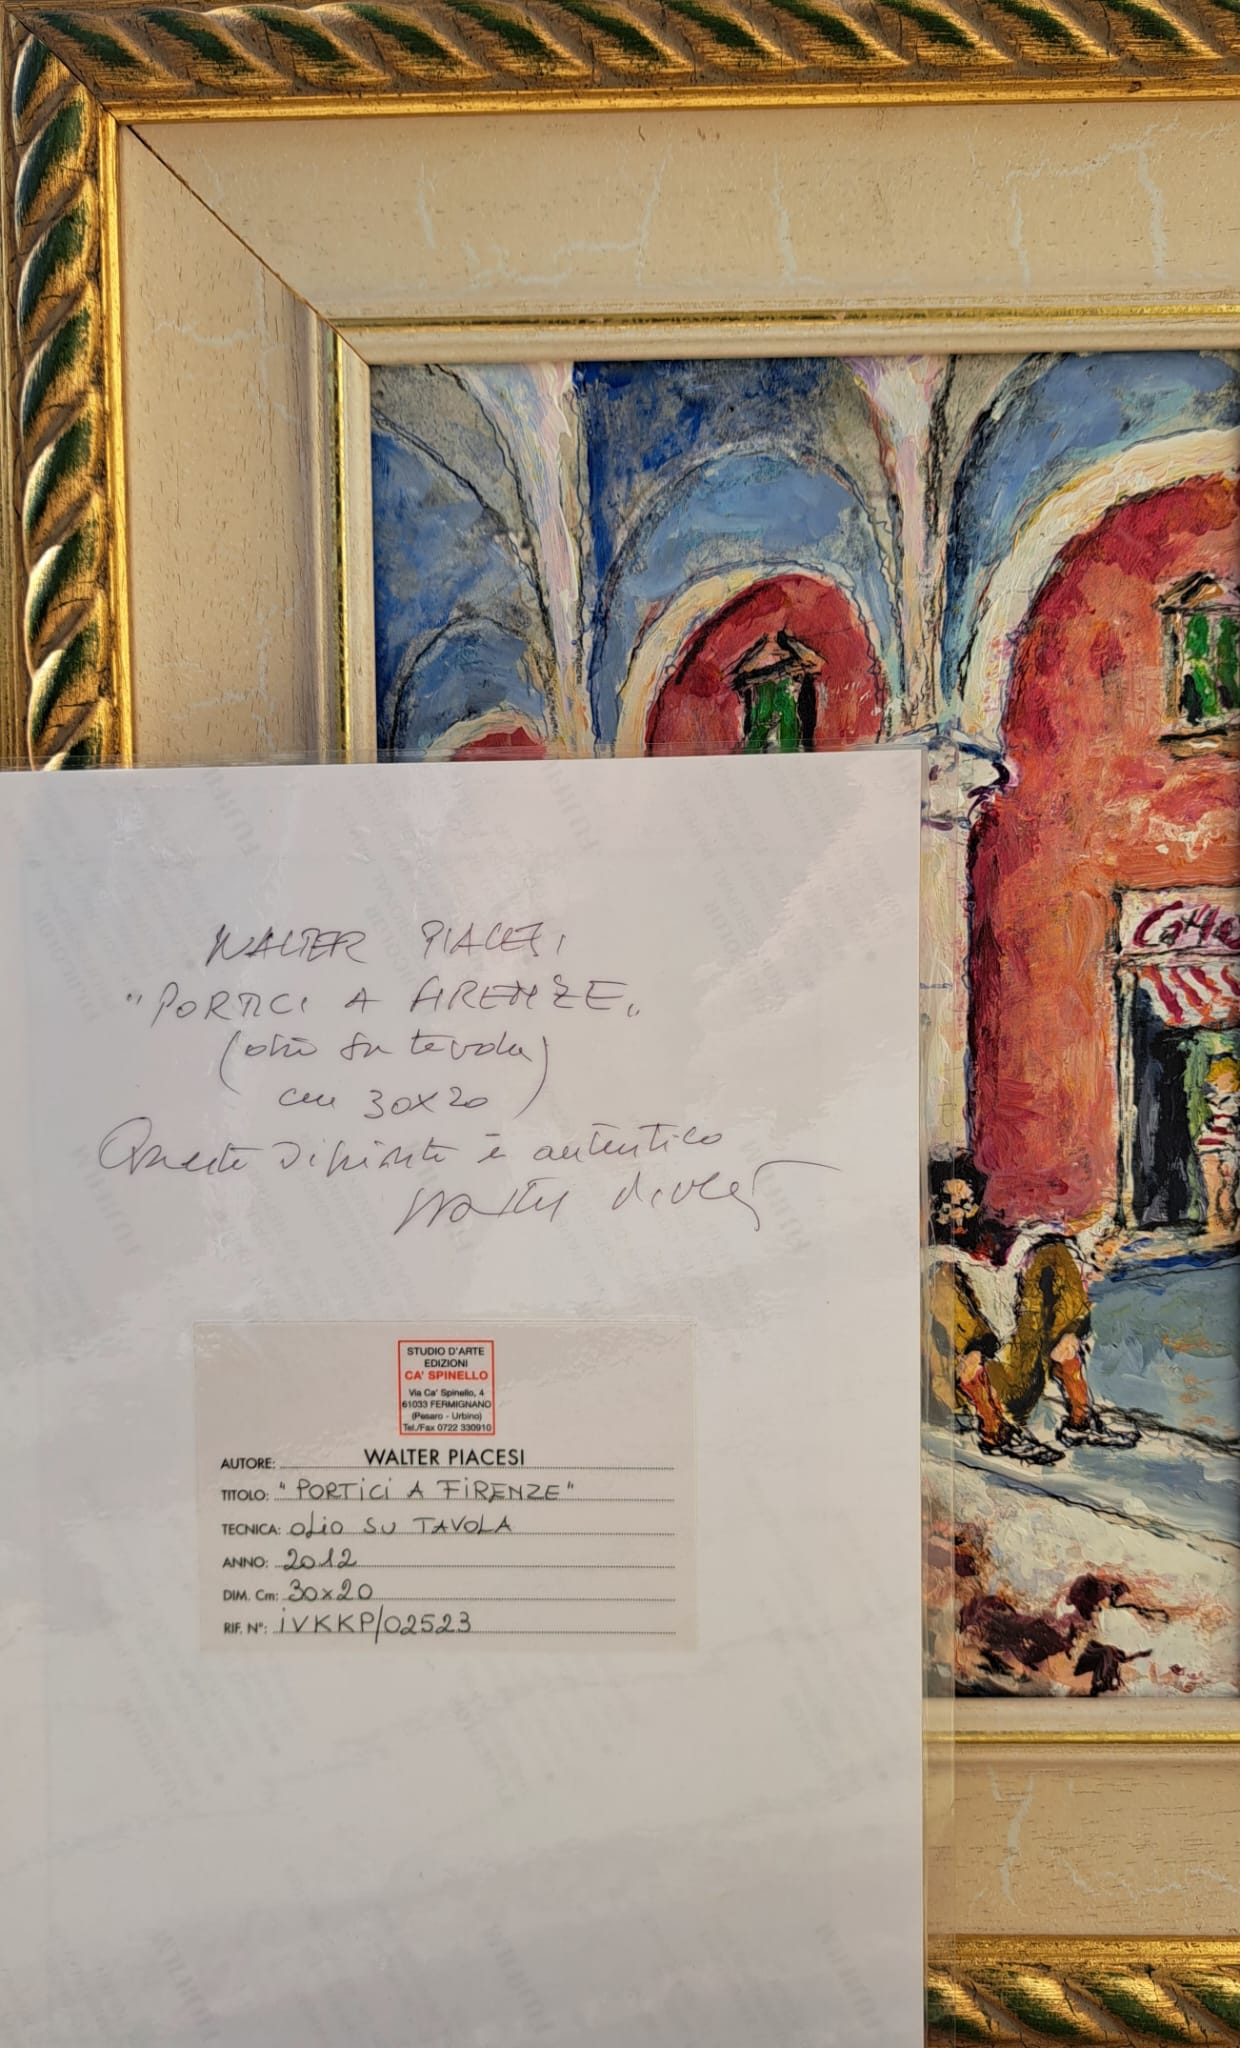 WALTER PIACESI
"PORTICI A FIRENZE"
(olio su tavola)
cm 30x20)
Questo dipinto è autentico
Walter Piacesi
STUDIO D'ARTE
EDIZIONI
CA' SPINELLO
Via Ca' Spinello, 4
61033 FERMIGNANO
(Pesaro - Urbino)
Tel./Fax 0722 330910
AUTORE: WALTER PIACESI
TITOLO: "PORTICI A FIRENZE"
TECNICA: OLIO SU TAVOLA
ANNO: 2012
DIM. Cm: 30x20
RIF. N°: iVKKP/02523